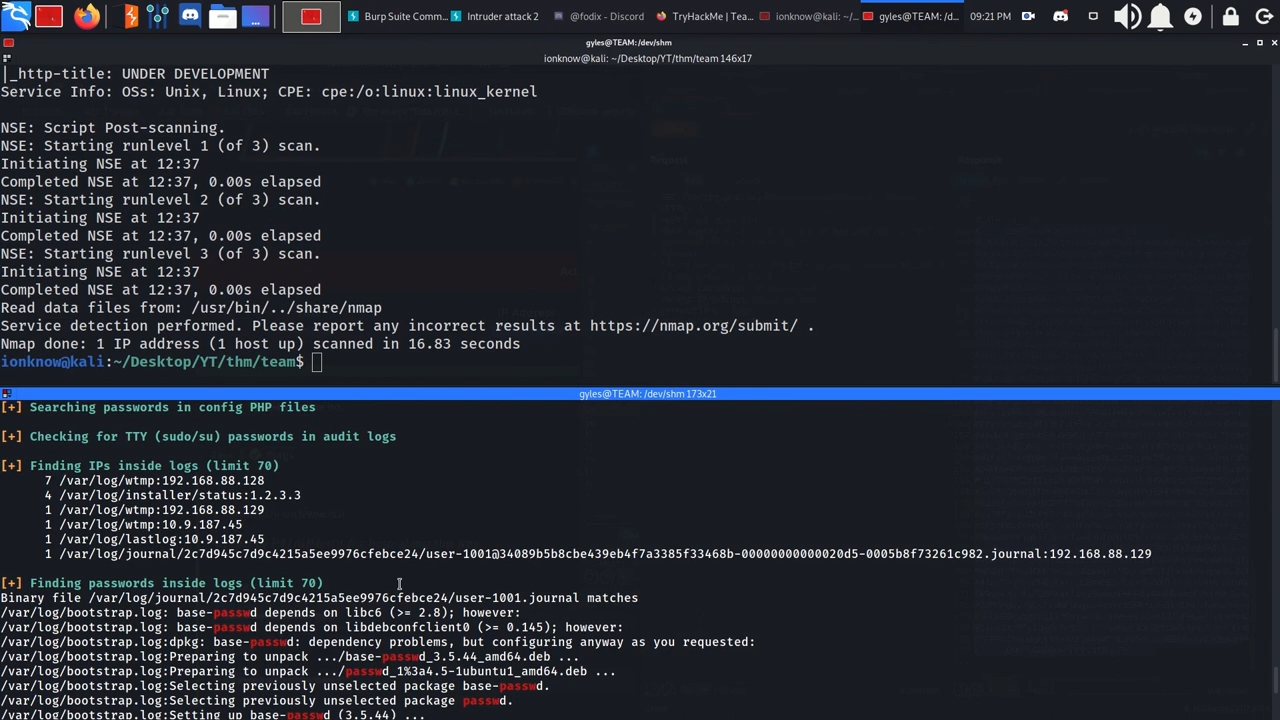 Burp Suite Comm...
Intruder attack 2
@fodix - Discord
TryHackMe | Tea...
ionknow@kali: ~/...
gyles@TEAM: /d...
09:21 PM
gyles@TEAM: /dev/shm
ionknow@kali: ~/Desktop/YT/thm/team 146x17
|_http-title: UNDER DEVELOPMENT
Service Info: OSs: Unix, Linux; CPE: cpe:/o:linux:linux_kernel
NSE: Script Post-scanning.
NSE: Starting runlevel 1 (of 3) scan.
Initiating NSE at 12:37
Completed NSE at 12:37, 0.00s elapsed
NSE: Starting runlevel 2 (of 3) scan.
Initiating NSE at 12:37
Completed NSE at 12:37, 0.00s elapsed
NSE: Starting runlevel 3 (of 3) scan.
Initiating NSE at 12:37
Completed NSE at 12:37, 0.00s elapsed
Read data files from: /usr/bin/../share/nmap
Service detection performed. Please report any incorrect results at https://nmap.org/submit/ .
Nmap done: 1 IP address (1 host up) scanned in 16.83 seconds
ionknow@kali:~/Desktop/YT/thm/team$
gyles@TEAM: /dev/shm 173x21
[+] Searching passwords in config PHP files
[+] Checking for TTY (sudo/su) passwords in audit logs
[+] Finding IPs inside logs (limit 70)
7 /var/log/wtmp:192.168.88.128
4 /var/log/installer/status:1.2.3.3
1 /var/log/wtmp:192.168.88.129
1 /var/log/wtmp:10.9.187.45
1 /var/log/lastlog:10.9.187.45
1 /var/log/journal/2c7d945c7d9c4215a5ee9976cfebce24/user-1001@34089b5b8cbe439eb4f7a3385f33468b-00000000000020d5-0005b8f73261c982.journal:192.168.88.129
[+] Finding passwords inside logs (limit 70)
Binary file /var/log/journal/2c7d945c7d9c4215a5ee9976cfebce24/user-1001.journal matches
/var/log/bootstrap.log: base-passwd depends on libc6 (>= 2.8); however:
/var/log/bootstrap.log: base-passwd depends on libdebconfclient0 (>= 0.145); however:
/var/log/bootstrap.log:dpkg: base-passwd: dependency problems, but configuring anyway as you requested:
/var/log/bootstrap.log:Preparing to unpack .../base-passwd_3.5.44_amd64.deb ...
/var/log/bootstrap.log:Preparing to unpack .../passwd_1%3a4.5-1ubuntu1_amd64.deb ...
/var/log/bootstrap.log:Selecting previously unselected package base-passwd.
/var/log/bootstrap.log:Selecting previously unselected package passwd.
/var/log/bootstrap.log:Setting up base-passwd (3.5.44) ...